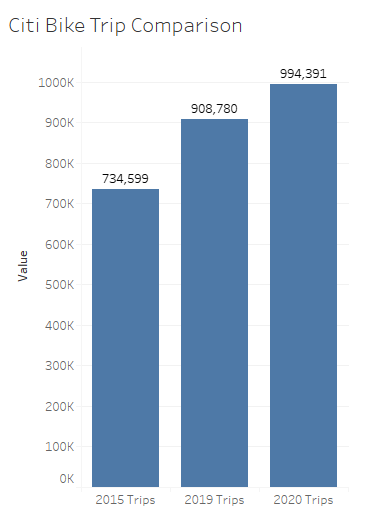 Citi Bike Trip Comparison
994,391
1000K
908,780
900K
800K
734,599
700K
600K
Value
500K
400K
300K
200K
100K
0K
2015 Trips
2019 Trips
2020 Trips